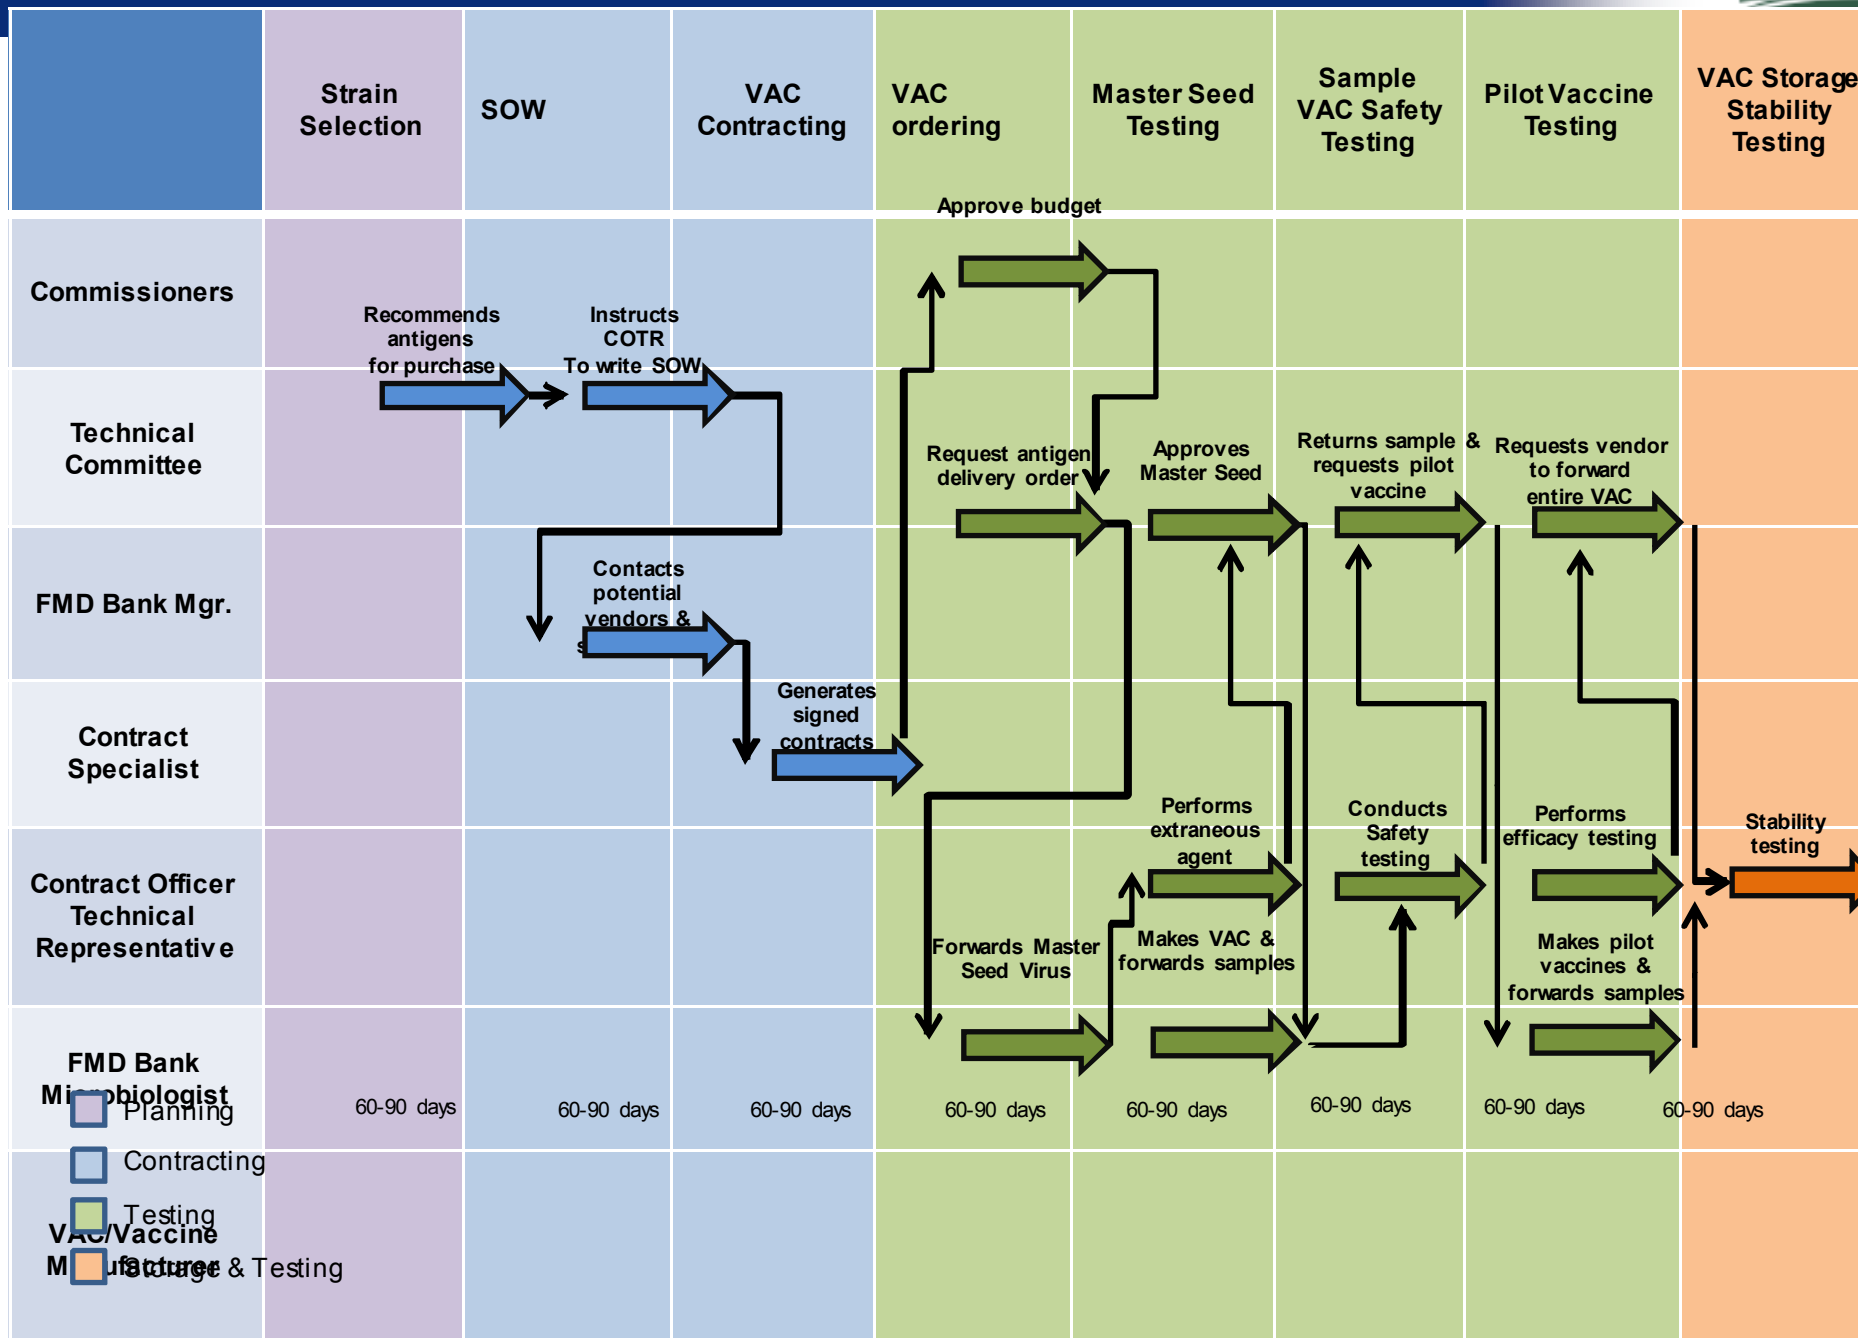 Strain
Selection
SOW
VAC
Contracting
VAC
ordering
Master Seed
Testing
Sample
VAC Safety
Testing
Pilot Vaccine
Testing
VAC Storage
Stability
Testing
Approve budget
Commissioners
Recommends
antigens
for purchase
Instructs
COTR
To write SOW
Technical
Committee
Request antigen
delivery order
Approves
Master Seed
Returns sample &
requests pilot
vaccine
Requests vendor
to forward
entire VAC
FMD Bank Mgr.
Contacts
potential
vendors &
Contract
Specialist
Generates
signed
contracts
Contract Officer
Technical
Representative
Performs
extraneous
agent
Conducts
Safety
testing
Performs
efficacy testing
Stability
testing
Forwards Master
Seed Virus
Makes VAC &
forwards samples
Makes pilot
vaccines &
forwards samples
FMD Bank
Microbiologist
60-90 days
60-90 days
60-90 days
60-90 days
60-90 days
60-90 days
60-90 days
60-90 days
Planning
Contracting
Testing
VAC/Vaccine
Manufacturer
Storage & Testing